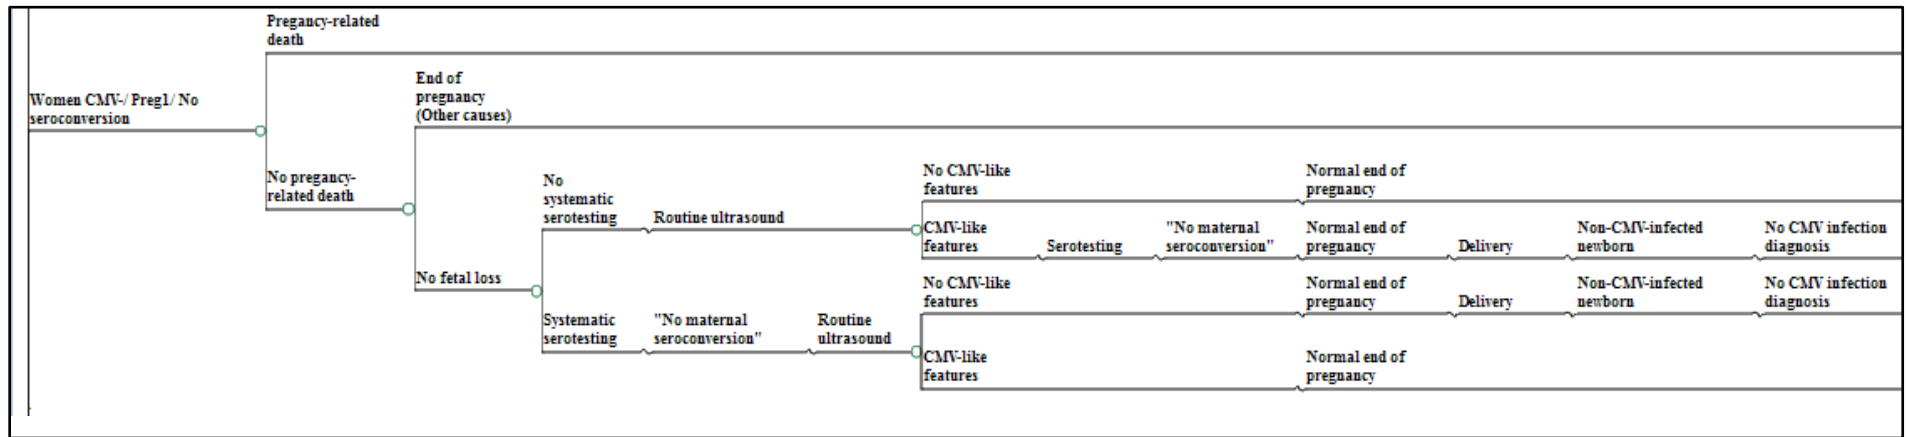 Pregancy-related
death
End of
pregnancy
(Other causes)
Women CMV-/ Preg1/ No
seroconversion
No pregancy-
related death
No
systematic
serotesting
Routine ultrasound
No CMV-like
features
Normal end of
pregnancy
CMV-like
features
Serotesting
"No maternal
seroconversion"
Normal end of
pregnancy
Delivery
Non-CMV-infected
newborn
No CMV infection
diagnosis
No fetal loss
No CMV-like
features
Normal end of
pregnancy
Delivery
Non-CMV-infected
newborn
No CMV infection
diagnosis
Systematic
serotesting
"No maternal
seroconversion"
Routine
ultrasound
CMV-like
features
Normal end of
pregnancy